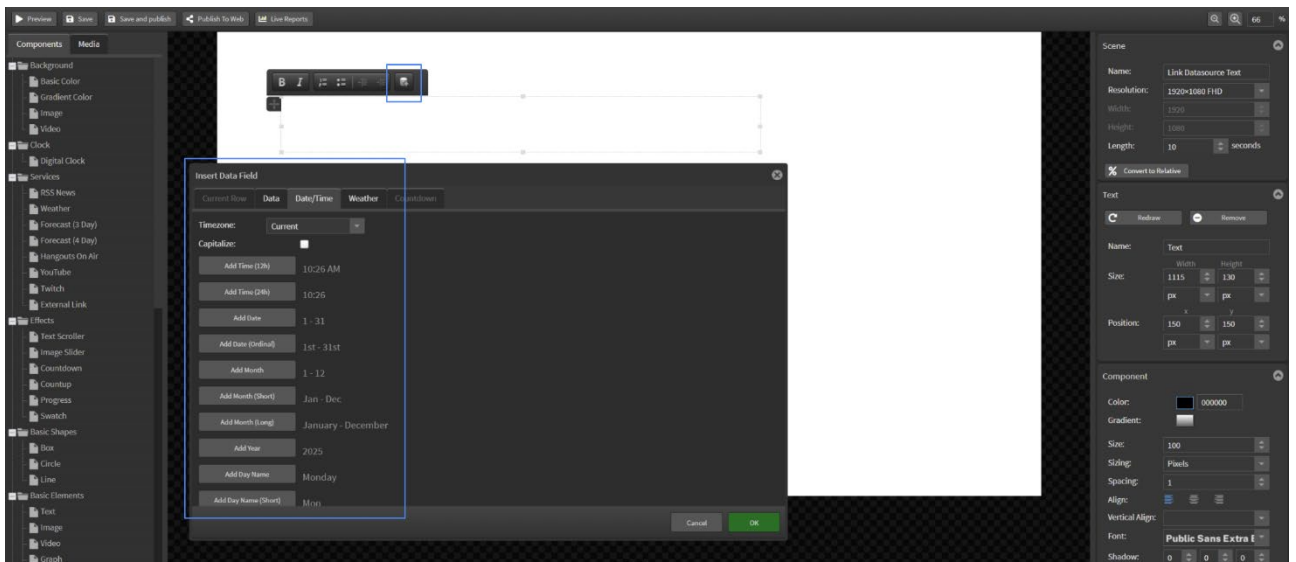 Preview Save Save and publish Publish To Web Live Reports 66 %
Components Media
Background
Basic Color
Gradient Color
Image
Video
Clock
Digital Clock
Services
RSS News
Weather
Forecast (3 Day)
Forecast (4 Day)
Hangouts On Air
YouTube
Twitch
External Link
Effects
Text Scroller
Image Slider
Countdown
Countup
Progress
Swatch
Basic Shapes
Box
Circle
Line
Basic Elements
Text
Image
Video
Graph
B I
Insert Data Field
Current Row Data Date/Time Weather Countdown
Timezone: Current
Capitalize:
Add Time (12h) 10:26 AM
Add Time (24h) 10:26
Add Date 1 - 31
Add Date (Ordinal) 1st - 31st
Add Month 1 - 12
Add Month (Short) Jan - Dec
Add Month (Long) January - December
Add Year 2025
Add Day Name Monday
Add Day Name (Short) Mon
Cancel OK
Scene
Name: Link Datasource Text
Resolution: 1920×1080 FHD
Width: 1920
Height: 1080
Length: 10 seconds
Convert to Relative
Text
Redraw Remove
Name: Text
Width Height
Size: 1115 130
px px
x y
Position: 150 150
px px
Component
Color: 000000
Gradient:
Size: 100
Sizing: Pixels
Spacing: 1
Align:
Vertical Align:
Font: Public Sans Extra
Shadow: 0 0 0